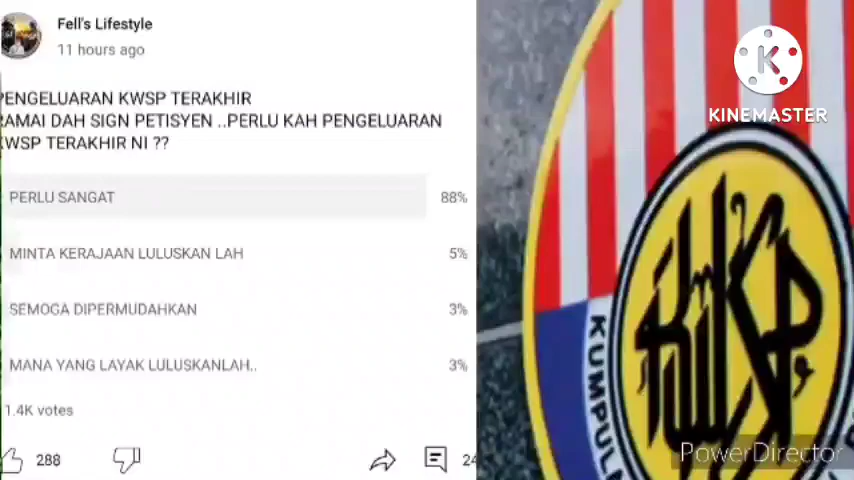 Fell's Lifestyle
11 hours ago
PENGELUARAN KWSP TERAKHIR
RAMAI DAH SIGN PETISYEN ..PERLU KAH PENGELUARAN
KWSP TERAKHIR NI ??
PERLU SANGAT 88%
MINTA KERAJAAN LULUSKAN LAH 5%
SEMOGA DIPERMUDAHKAN 3%
MANA YANG LAYAK LULUSKANLAH.. 3%
1.4K votes
288
24
KINEMASTER
KWSP
KUMPULA
PowerDirector